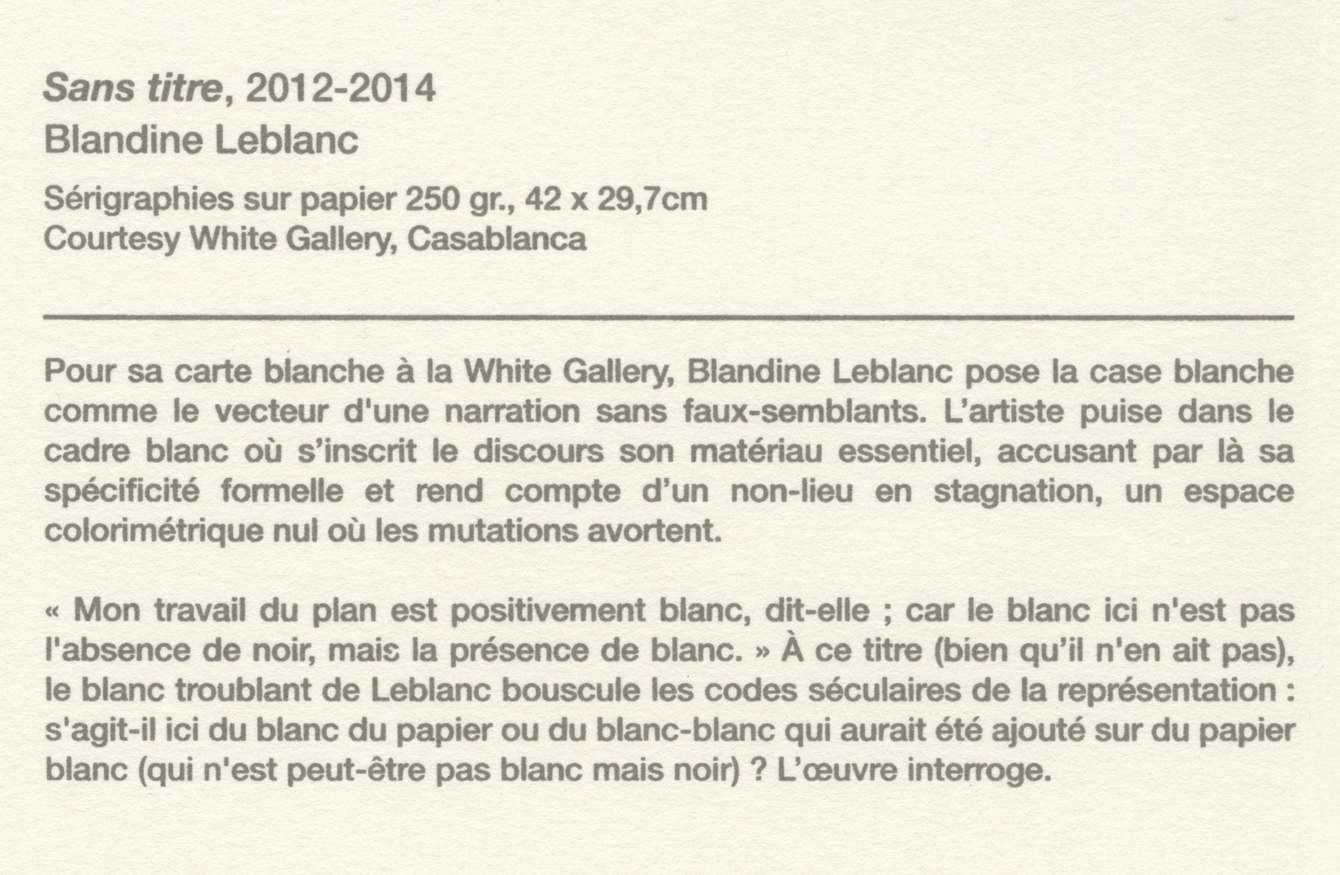 Sans titre, 2012-2014
Blandine Leblanc
Sérigraphies sur papier 250 gr., 42 x 29,7cm
Courtesy White Gallery, Casablanca
Pour sa carte blanche à la White Gallery, Blandine Leblanc pose la case blanche
comme le vecteur d'une narration sans faux-semblants. L’artiste puise dans le
cadre blanc où s’inscrit le discours son matériau essentiel, accusant par là sa
spécificité formelle et rend compte d’un non-lieu en stagnation, un espace
colorimétrique nul où les mutations avortent.
« Mon travail du plan est positivement blanc, dit-elle ; car le blanc ici n'est pas
l'absence de noir, mais la présence de blanc. » À ce titre (bien qu’il n'en ait pas),
le blanc troublant de Leblanc bouscule les codes séculaires de la représentation :
s'agit-il ici du blanc du papier ou du blanc-blanc qui aurait été ajouté sur du papier
blanc (qui n'est peut-être pas blanc mais noir) ? L’œuvre interroge.